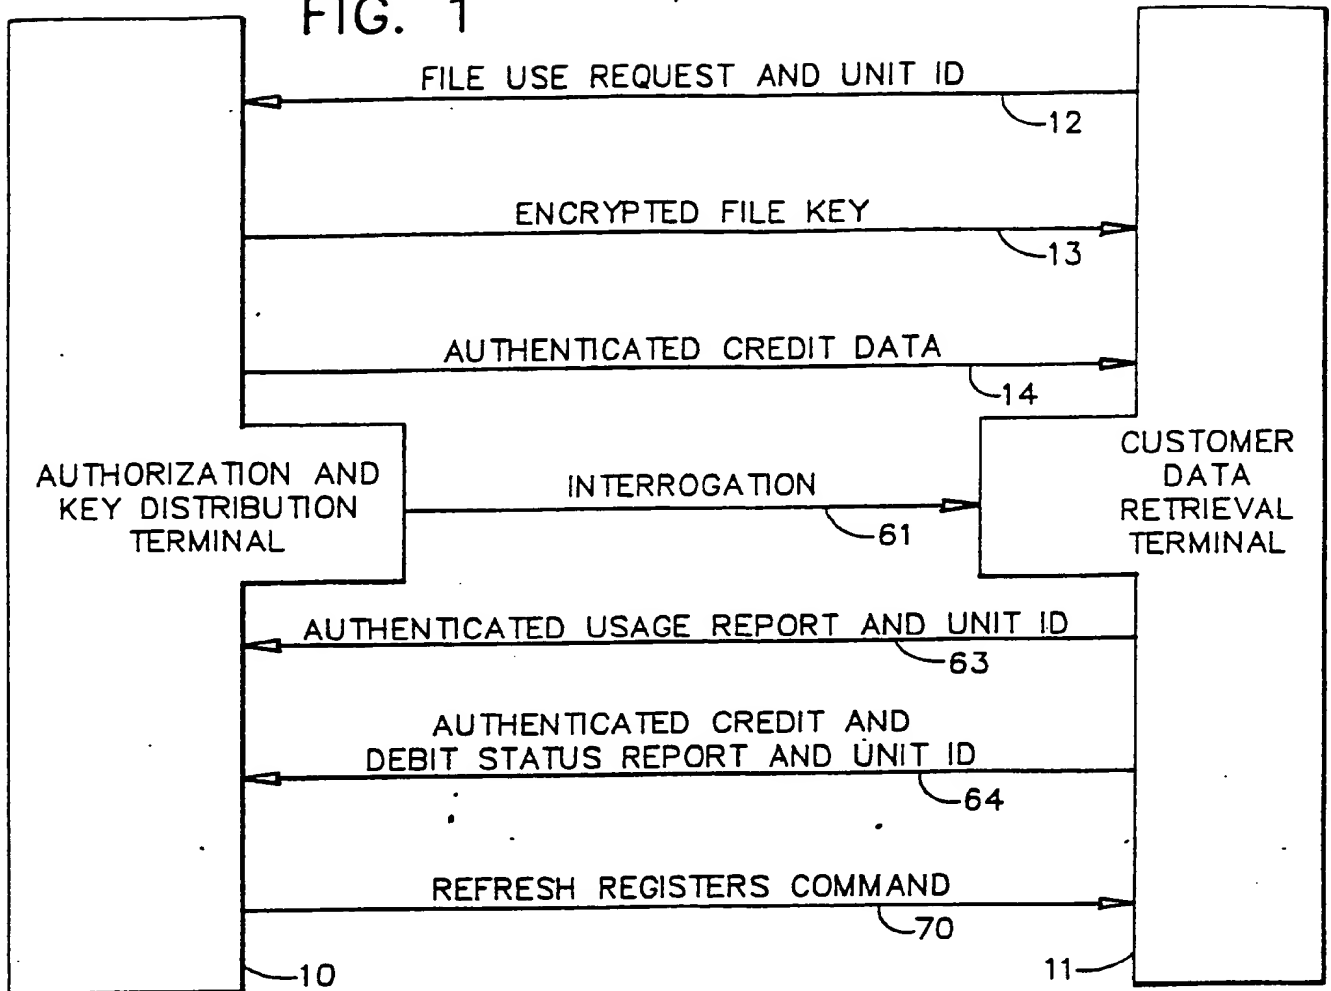 FIG. 1
FILE USE REQUEST AND UNIT ID
12
ENCRYPTED FILE KEY
13
AUTHENTICATED CREDIT DATA
14
AUTHORIZATION AND
KEY DISTRIBUTION
TERMINAL
INTERROGATION
61
CUSTOMER
DATA
RETRIEVAL
TERMINAL
AUTHENTICATED USAGE REPORT AND UNIT ID
63
AUTHENTICATED CREDIT AND
DEBIT STATUS REPORT AND UNIT ID
64
REFRESH REGISTERS COMMAND
70
10
11